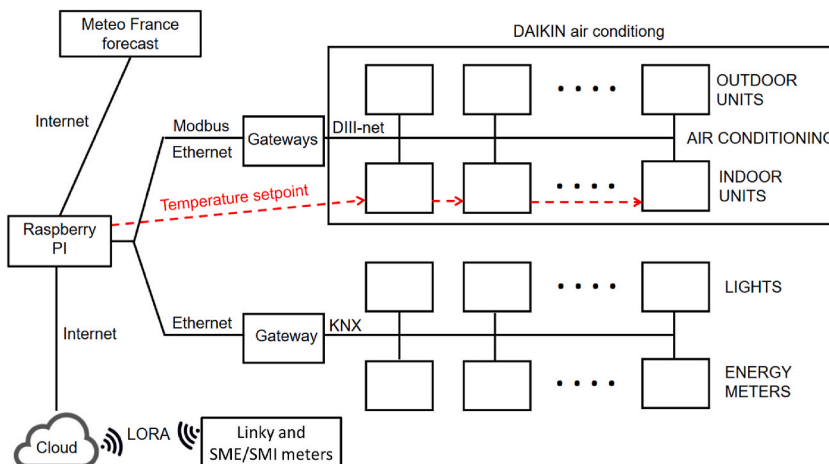 Meteo France
forecast
DAIKIN air conditiong
OUTDOOR
UNITS
Internet
Modbus
Ethernet
Gateways
DIII-net
AIR CONDITIONING
INDOOR
UNITS
Temperature setpoint
Raspberry
PI
LIGHTS
Internet
Ethernet
Gateway
KNX
ENERGY
METERS
Cloud
LORA
Linky and
SME/SMI meters